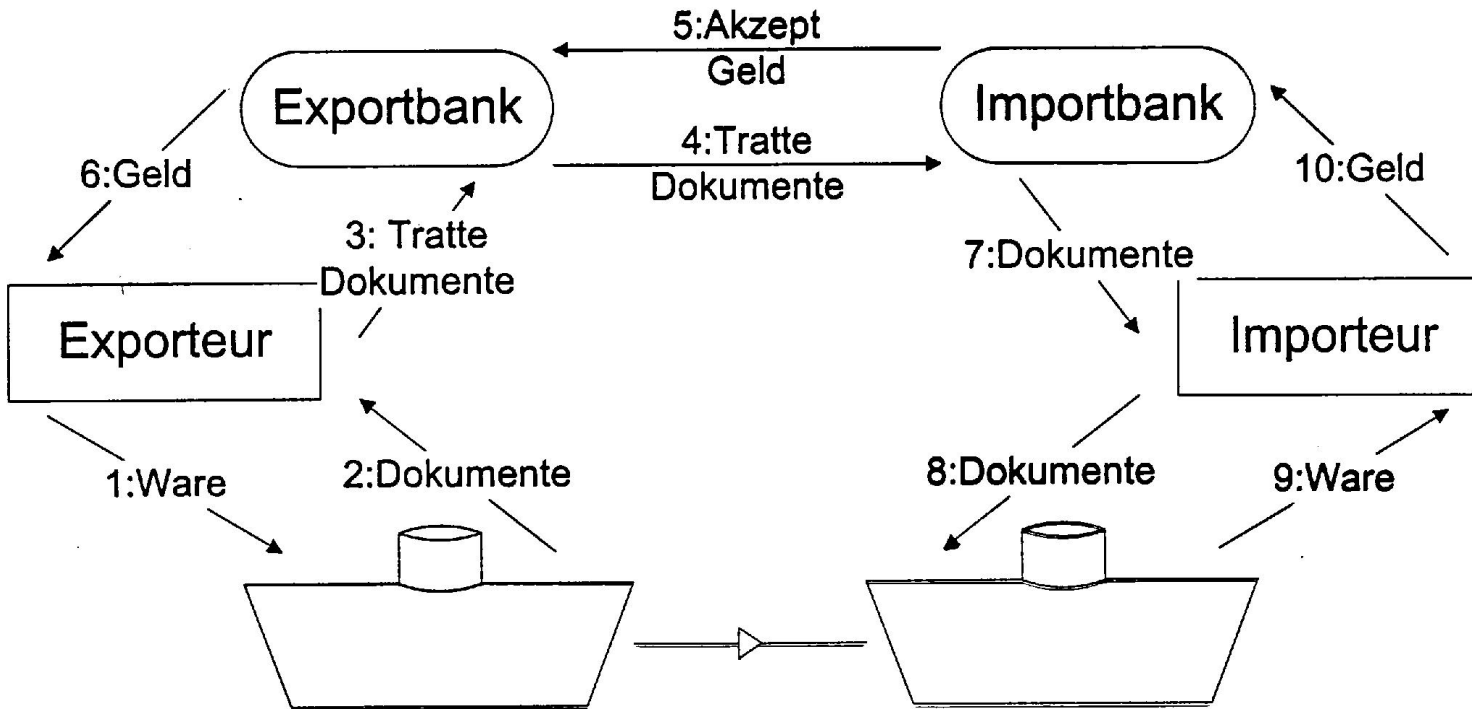 5:Akzept
Geld
Exportbank
Importbank
4:Tratte
Dokumente
6:Geld
10:Geld
3: Tratte
Dokumente
7:Dokumente
Exporteur
Importeur
1:Ware
2:Dokumente
8:Dokumente
9:Ware